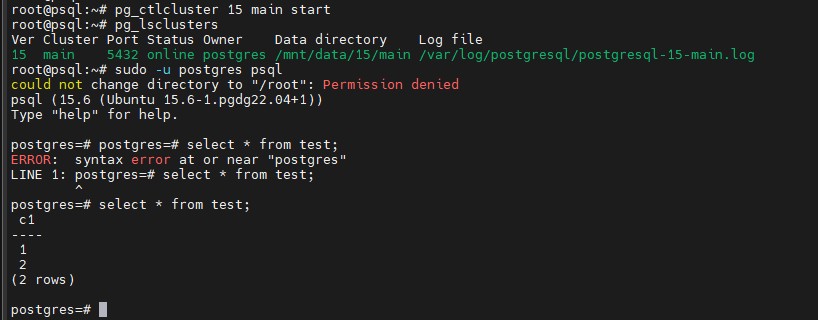 root@psql:~# pg_ctlcluster 15 main start
root@psql:~# pg_lsclusters
Ver Cluster Port Status Owner    Data directory    Log file
15  main    5432 online postgres /mnt/data/15/main /var/log/postgresql/postgresql-15-main.log
root@psql:~# sudo -u postgres psql
could not change directory to "/root": Permission denied
psql (15.6 (Ubuntu 15.6-1.pgdg22.04+1))
Type "help" for help.
postgres=# postgres=# select * from test;
ERROR:  syntax error at or near "postgres"
LINE 1: postgres=# select * from test;
        ^
postgres=# select * from test;
 c1
----
 1
 2
(2 rows)
postgres=#